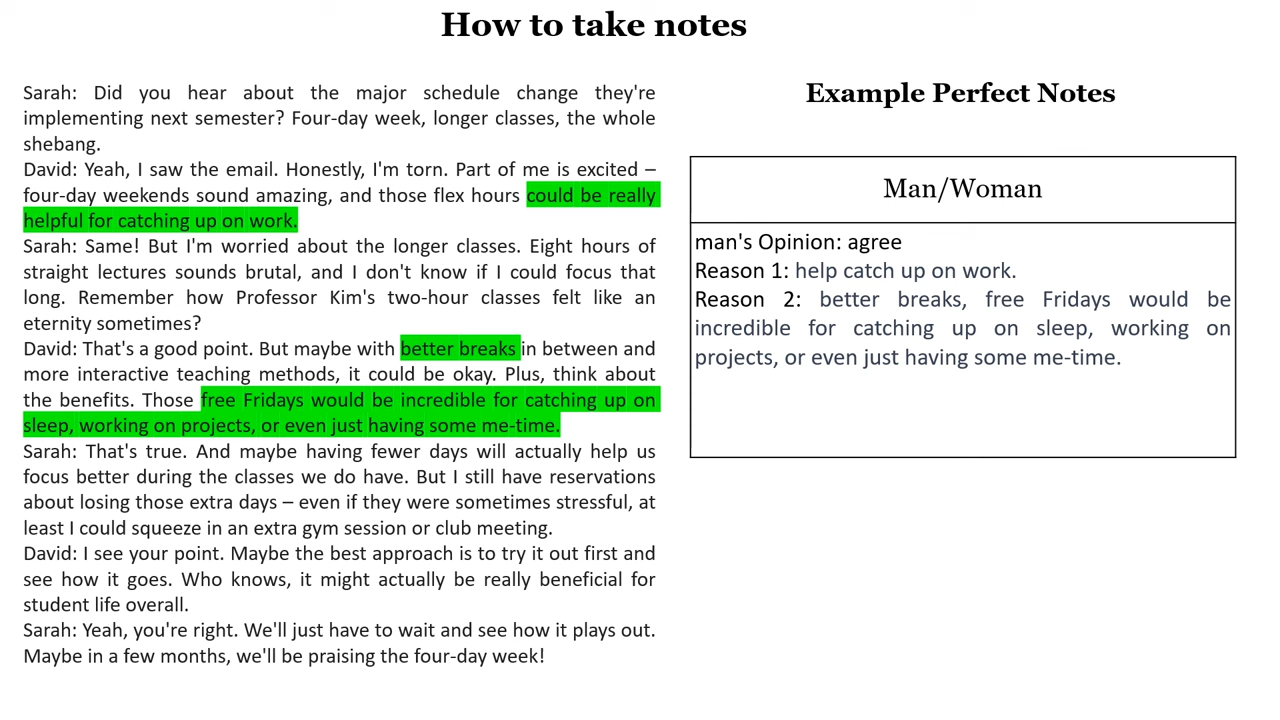 How to take notes
Sarah: Did you hear about the major schedule change they're
implementing next semester? Four-day week, longer classes, the whole
shebang.
David: Yeah, I saw the email. Honestly, I'm torn. Part of me is excited –
four-day weekends sound amazing, and those flex hours could be really
helpful for catching up on work.
Sarah: Same! But I'm worried about the longer classes. Eight hours of
straight lectures sounds brutal, and I don't know if I could focus that
long. Remember how Professor Kim's two-hour classes felt like an
eternity sometimes?
David: That's a good point. But maybe with better breaks in between and
more interactive teaching methods, it could be okay. Plus, think about
the benefits. Those free Fridays would be incredible for catching up on
sleep, working on projects, or even just having some me-time.
Sarah: That's true. And maybe having fewer days will actually help us
focus better during the classes we do have. But I still have reservations
about losing those extra days – even if they were sometimes stressful, at
least I could squeeze in an extra gym session or club meeting.
David: I see your point. Maybe the best approach is to try it out first and
see how it goes. Who knows, it might actually be really beneficial for
student life overall.
Sarah: Yeah, you're right. We'll just have to wait and see how it plays out.
Maybe in a few months, we'll be praising the four-day week!
Example Perfect Notes
Man/Woman
man's Opinion: agree
Reason 1: help catch up on work.
Reason 2: better breaks, free Fridays would be
incredible for catching up on sleep, working on
projects, or even just having some me-time.